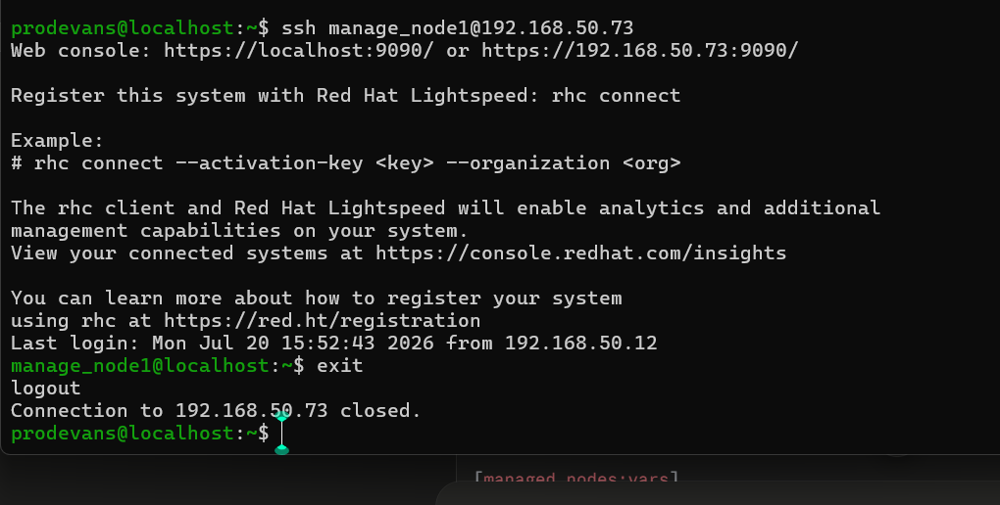 prodevans@localhost:~$ ssh manage_node1@192.168.50.73
Web console: https://localhost:9090/ or https://192.168.50.73:9090/
Register this system with Red Hat Lightspeed: rhc connect
Example:
# rhc connect --activation-key <key> --organization <org>
The rhc client and Red Hat Lightspeed will enable analytics and additional
management capabilities on your system.
View your connected systems at https://console.redhat.com/insights
You can learn more about how to register your system
using rhc at https://red.ht/registration
Last login: Mon Jul 20 15:52:43 2026 from 192.168.50.12
manage_node1@localhost:~$ exit
logout
Connection to 192.168.50.73 closed.
prodevans@localhost:~$
[managed_nodes:vars]